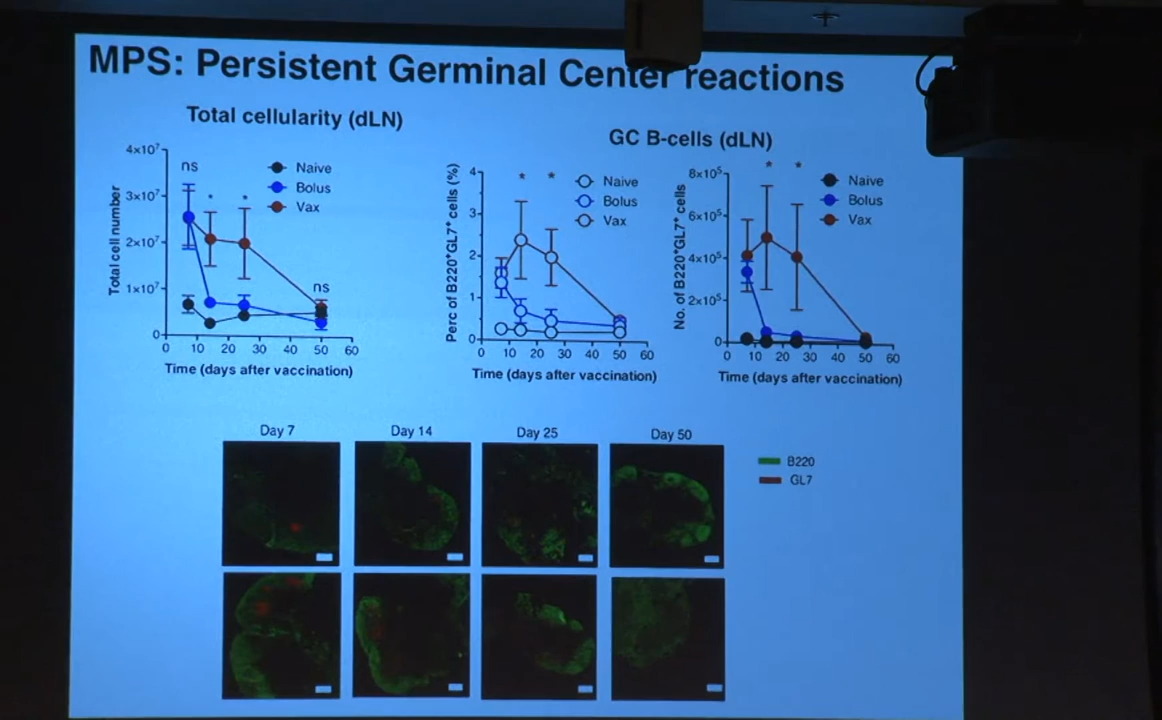 MPS: Persistent Germinal Center reactions
Total cellularity (dLN)
GC B-cells (dLN)
4×10⁷
3×10⁷
2×10⁷
1×10⁷
0
Total cell number
ns
*
*
ns
Naive
Bolus
Vax
0 10 20 30 40 50 60
Time (days after vaccination)
4
3
2
1
0
Perc of B220⁺GL7⁺ cells (%)
*
*
Naive
Bolus
Vax
0 10 20 30 40 50 60
Time (days after vaccination)
8×10⁵
6×10⁵
4×10⁵
2×10⁵
0
No. of B220⁺GL7⁺ cells
*
*
Naive
Bolus
Vax
0 10 20 30 40 50 60
Time (days after vaccination)
Day 7
Day 14
Day 25
Day 50
B220
GL7